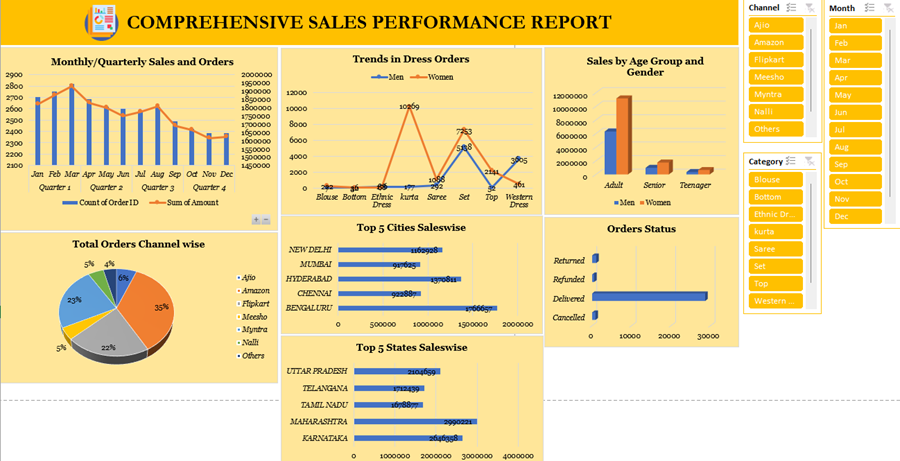 COMPREHENSIVE SALES PERFORMANCE REPORT
Monthly/Quarterly Sales and Orders
2900
2800
2700
2600
2500
2400
2300
2200
2100
2000000
1950000
1900000
1850000
1800000
1750000
1700000
1650000
1600000
1550000
1500000
1450000
Jan Feb Mar Apr May Jun Jul Aug Sep Oct Nov Dec
Quarter 1 Quarter 2 Quarter 3 Quarter 4
Count of Order ID Sum of Amount
Total Orders Channel wise
5% 4% 6%
23% 35%
5% 22%
Ajio
Amazon
Flipkart
Meesho
Myntra
Nalli
Others
Trends in Dress Orders
Men Women
12000
10000
8000
6000
4000
2000
0
10269
7253
5138
3905
2141
1088
292 36 177 292 52 461
Blouse Bottom Ethnic Dress kurta Saree Set Top Western Dress
Top 5 Cities Saleswise
NEW DELHI 1162928
MUMBAI 917625
HYDERABAD 1370811
CHENNAI 922887
BENGALURU 1766657
0 500000 1000000 1500000 2000000
Top 5 States Saleswise
UTTAR PRADESH 2104659
TELANGANA 1712439
TAMIL NADU 1678877
MAHARASHTRA 2990221
KARNATAKA 2646358
0 1000000 2000000 3000000 4000000
Sales by Age Group and
Gender
12000000
10000000
8000000
6000000
4000000
2000000
0
Adult Senior Teenager
Men Women
Orders Status
Returned
Refunded
Delivered
Cancelled
0 10000 20000 30000
Channel
Ajio
Amazon
Flipkart
Meesho
Myntra
Nalli
Others
Category
Blouse
Bottom
Ethnic Dr...
kurta
Saree
Set
Top
Western ...
Month
Jan
Feb
Mar
Apr
May
Jun
Jul
Aug
Sep
Oct
Nov
Dec